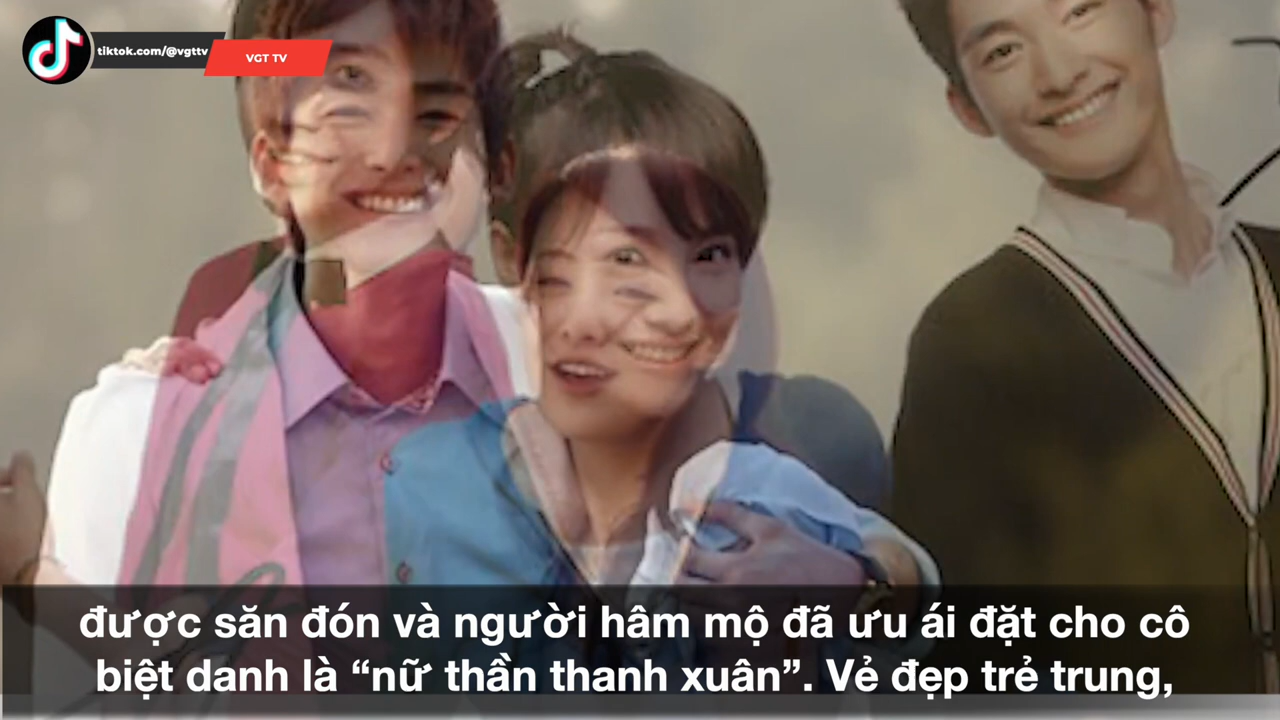 tiktok.com/@vgttv
VGT TV
được săn đón và người hâm mộ đã ưu ái đặt cho cô
biệt danh là “nữ thần thanh xuân”. Vẻ đẹp trẻ trung,